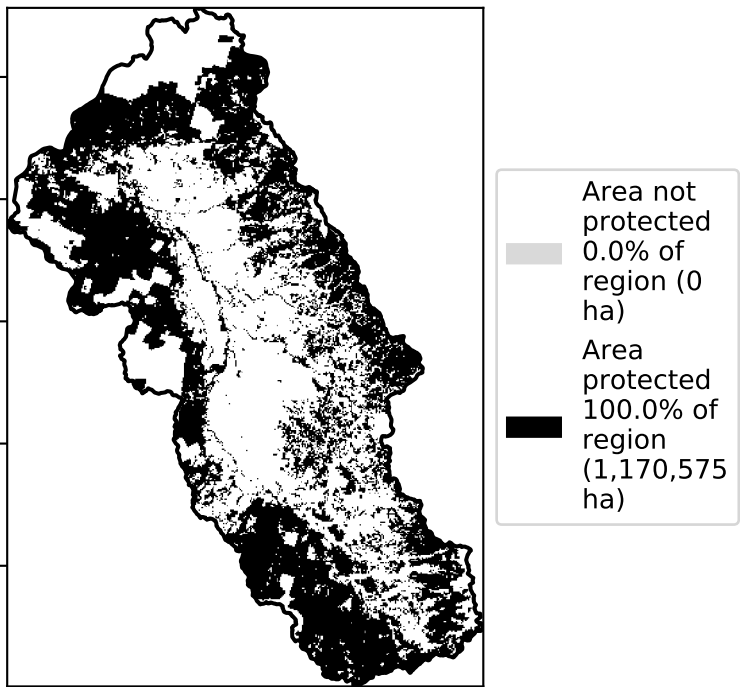 Area not
protected
0.0% of
region (0
ha)
Area
protected
100.0% of
region
(1,170,575
ha)